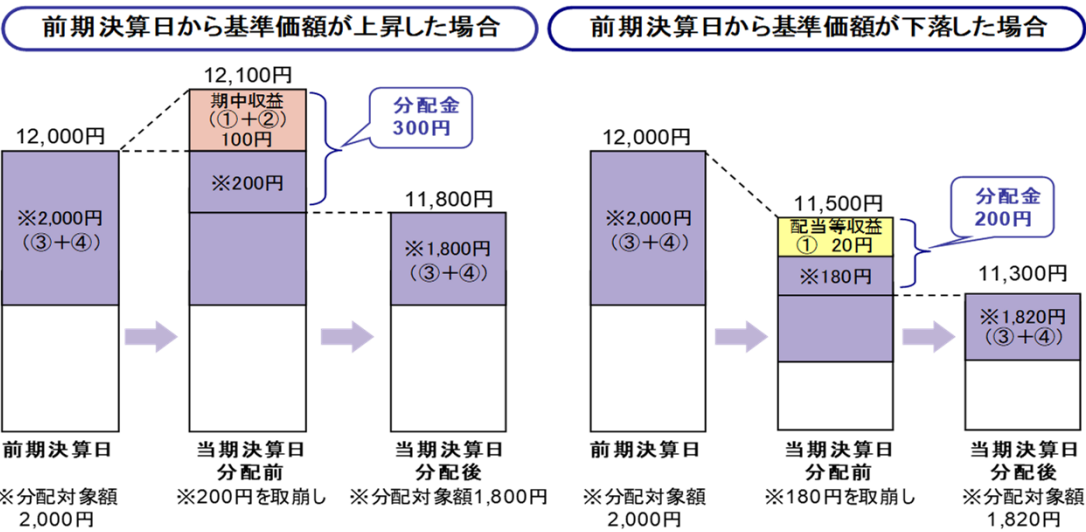 前期決算日から基準価額が上昇した場合
12,100円
期中収益
(①+②)
100円
分配金
300円
12,000円
※200円
※2,000円
(③+④)
11,800円
※1,800円
(③+④)
前期決算日
当期決算日
分配前
当期決算日
分配後
※分配対象額
2,000円
※200円を取崩し
※分配対象額1,800円
前期決算日から基準価額が下落した場合
12,000円
※2,000円
(③+④)
11,500円
配当等収益
① 20円
※180円
分配金
200円
11,300円
※1,820円
(③+④)
前期決算日
当期決算日
分配前
当期決算日
分配後
※分配対象額
2,000円
※180円を取崩し
※分配対象額
1,820円